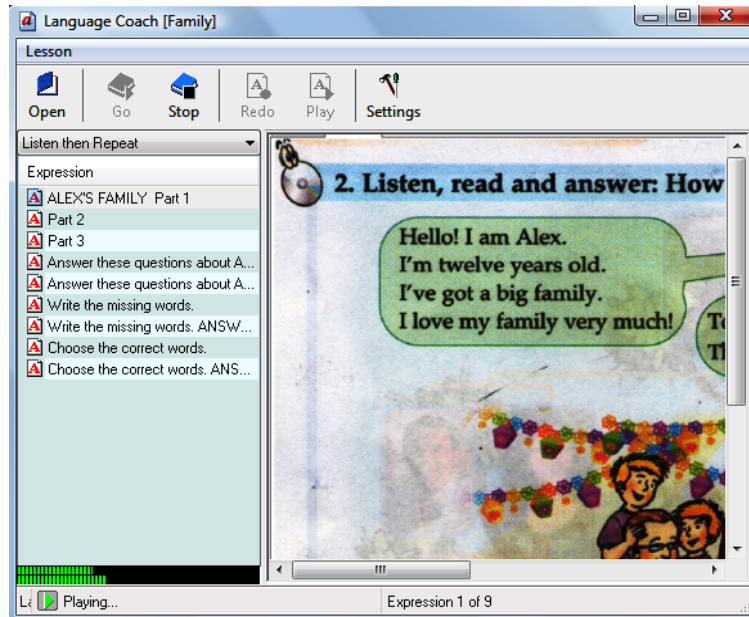 Language Coach [Family]
Lesson
Open Go Stop Redo Play Settings
Listen then Repeat
Expression
ALEX'S FAMILY Part 1
Part 2
Part 3
Answer these questions about A...
Answer these questions about A...
Write the missing words.
Write the missing words. ANSW...
Choose the correct words.
Choose the correct words. ANS...
2. Listen, read and answer: How
Hello! I am Alex.
I'm twelve years old.
I've got a big family.
I love my family very much!
Playing...
Expression 1 of 9